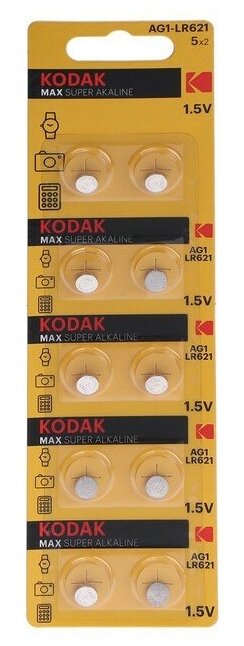 AG1-LR621
5x2
KODAK
MAX SUPER AKALINE
1.5V
KODAK
MAX SUPER ALKALINE
AG1
LR621
1.5V
KODAK
MAX SUPER ALKALINE
AG1
LR621
1.5V
KODAK
MAX SUPER ALKALINE
AG1
LR621
1.5V
KODAK
MAX SUPER ALKALINE
AG1
LR621
1.5V